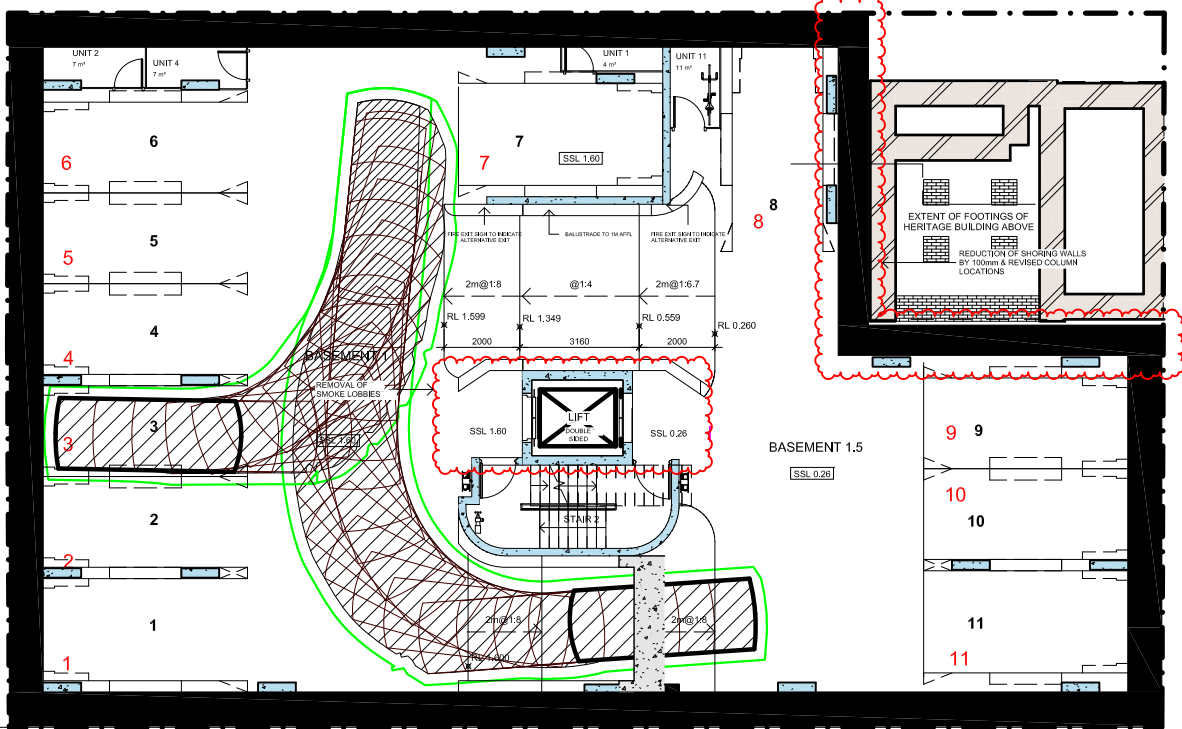 UNIT 2
7 m²
UNIT 4
7 m²
UNIT 1
4 m²
UNIT 11
11 m²
6
6
7
7
SSL 1.60
8
8
5
5
FIRE EXIT SIGN TO INDICATE
ALTERNATIVE EXIT
BALUSTRADE TO 1M AFFL
FIRE EXIT SIGN TO INDICATE
ALTERNATIVE EXIT
EXTENT OF FOOTINGS OF
HERITAGE BUILDING ABOVE
REDUCTION OF SHORING WALLS
BY 100mm & REVISED COLUMN
LOCATIONS
2m@1:8
@1:4
2m@1:6.7
RL 1.599
RL 1.349
RL 0.559
RL 0.260
2000
3160
2000
4
4
BASEMENT 1
REMOVAL OF
SMOKE LOBBIES
3
3
SSL 1.60
SSL 1.60
LIFT
DOUBLE
SIDED
SSL 0.26
BASEMENT 1.5
SSL 0.26
9
9
10
10
2
2
STAIR 2
1
1
2m@1:8
2m@1:8
RL 1.300
11
11